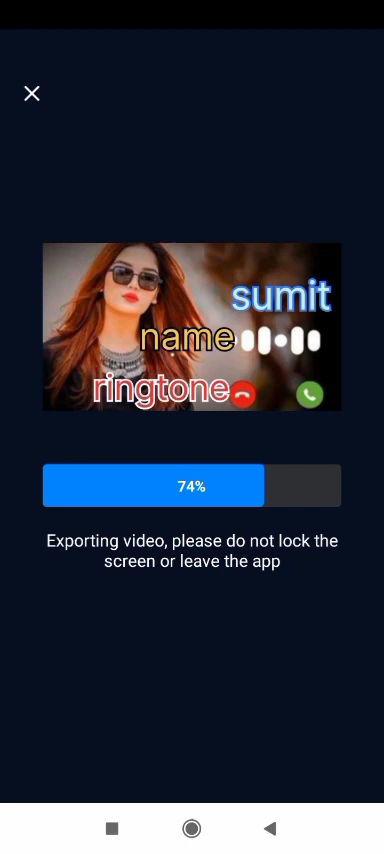 sumit
name
ringtone
74%
Exporting video, please do not lock the
screen or leave the app